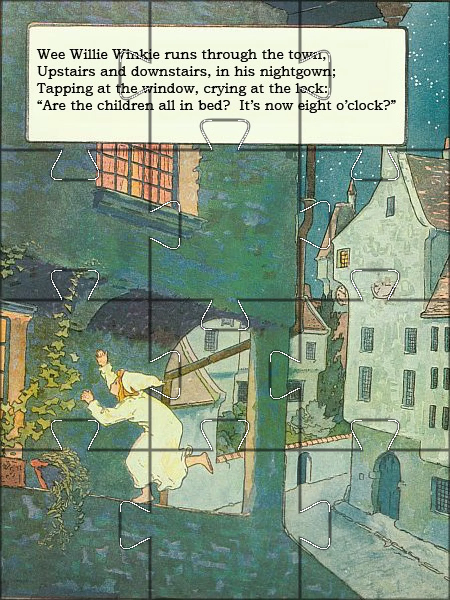 Wee Willie Winkie runs through the town,
Upstairs and downstairs, in his nightgown;
Tapping at the window, crying at the lock:
“Are the children all in bed?  It’s now eight o’clock?”